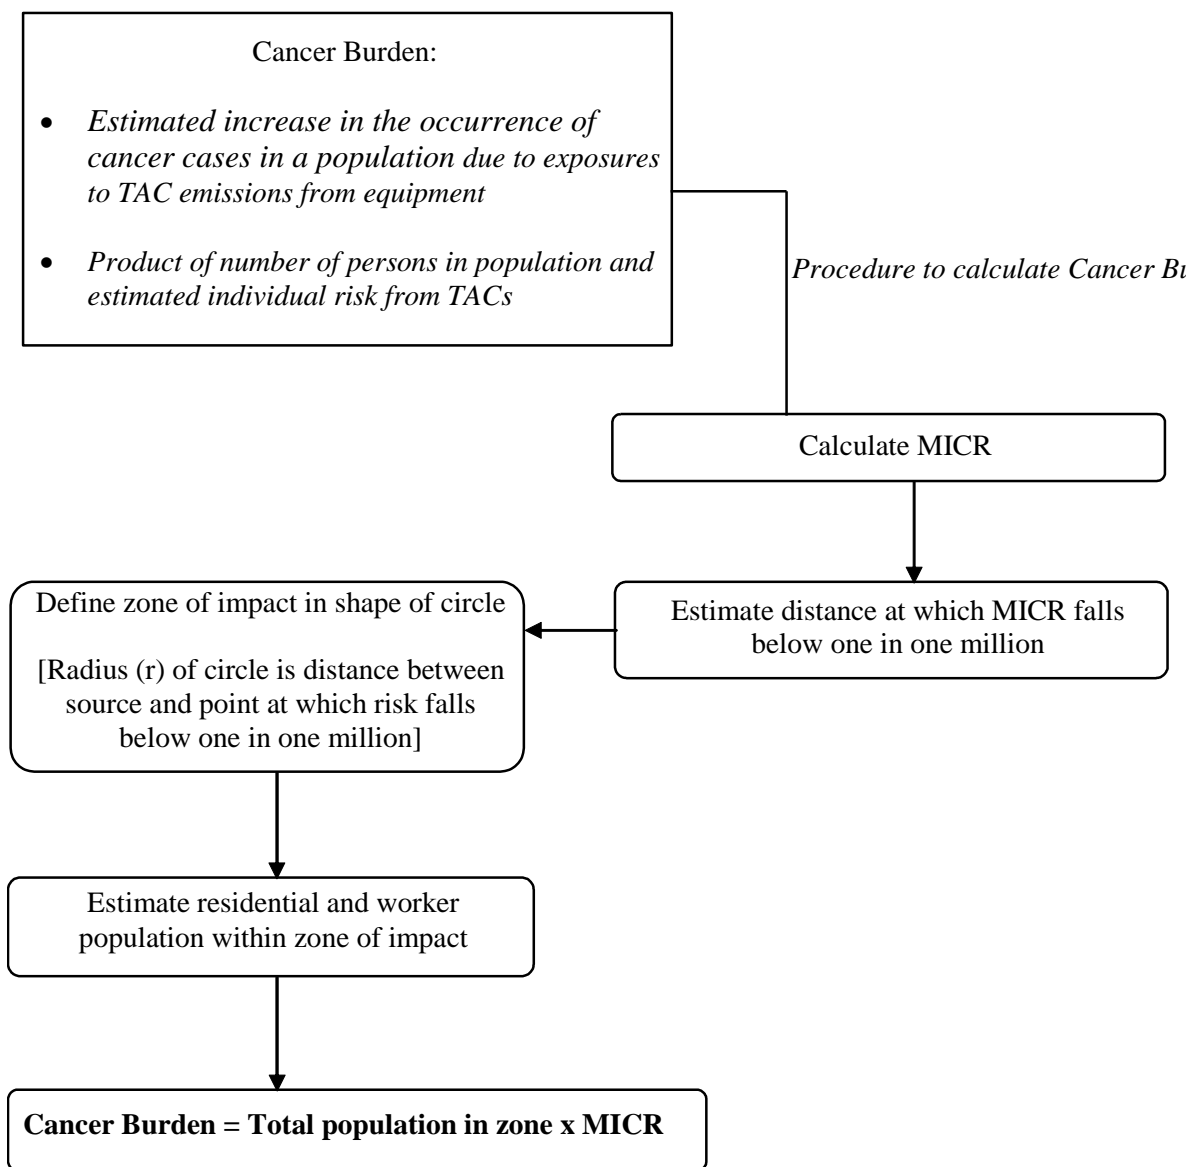 Cancer Burden:
• Estimated increase in the occurrence of
cancer cases in a population due to exposures
to TAC emissions from equipment
• Product of number of persons in population and
estimated individual risk from TACs
Procedure to calculate Cancer
Calculate MICR
Estimate distance at which MICR falls
below one in one million
Define zone of impact in shape of circle
[Radius (r) of circle is distance between
source and point at which risk falls
below one in one million]
Estimate residential and worker
population within zone of impact
Cancer Burden = Total population in zone x MICR